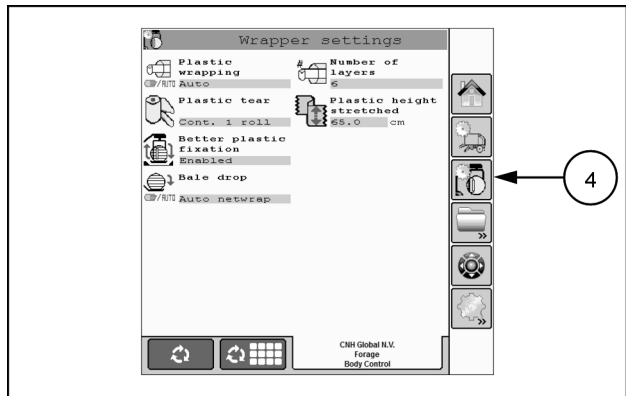 Wrapper settings
Plastic
wrapping
/AUTO Auto
# Number of
layers
6
Plastic tear
Cont. 1 roll
Plastic height
stretched
65.0 cm
Better plastic
fixation
Enabled
Bale drop
/AUTO Auto netwrap
4
»
»
CNH Global N.V.
Forage
Body Control